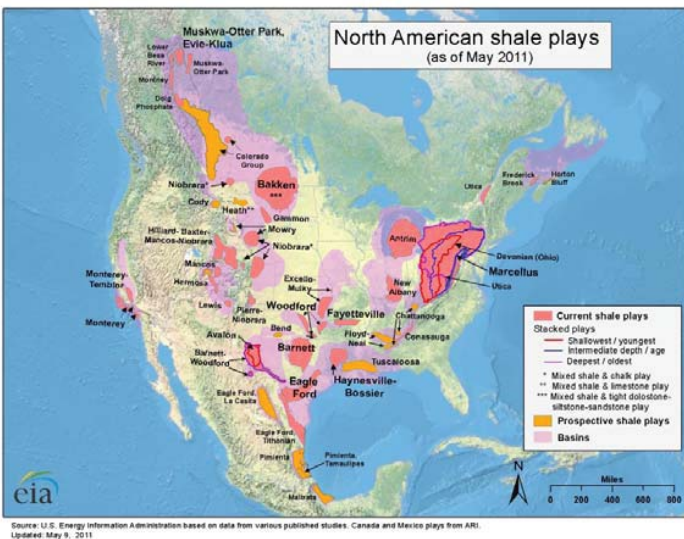 North American shale plays
(as of May 2011)
Muskwa-Otter Park,
Evie-Klua
Lower
Besa
River
Muskwa-
Otter Park
Montney
Doig
Phosphate
Colorado
Group
Niobrara*
Bakken
***
Cody
Heath**
Gammon
Mowry
Hilliard-Baxter-
Mancos-Niobrara
Niobrara*
Mancos
Hermosa
Lewis
Pierre-
Niobrara
Monterey-
Temblor
Monterey
Utica
Frederick
Brook
Horton
Bluff
Antrim
Devonian (Ohio)
Marcellus
Utica
New
Albany
Excello-
Mulky
Woodford
Fayetteville
Chattanooga
Bend
Floyd-
Neal
Conasauga
Avalon
Barnett
Tuscaloosa
Barnett-
Woodford
Haynesville-
Bossier
Eagle
Ford
Eagle Ford,
La Casita
Eagle Ford,
Tithonian
Pimienta
Pimienta,
Tamaulipas
Maltrata
Current shale plays
Stacked plays
Shallowest / youngest
Intermediate depth / age
Deepest / oldest
* Mixed shale & chalk play
** Mixed shale & limestone play
*** Mixed shale & tight dolostone-
siltstone-sandstone play
Prospective shale plays
Basins
N
Miles
0 200 400 600 800
eia
Source: U.S. Energy Information Administration based on data from various published studies. Canada and Mexico plays from ARI.
Updated: May 9, 2011